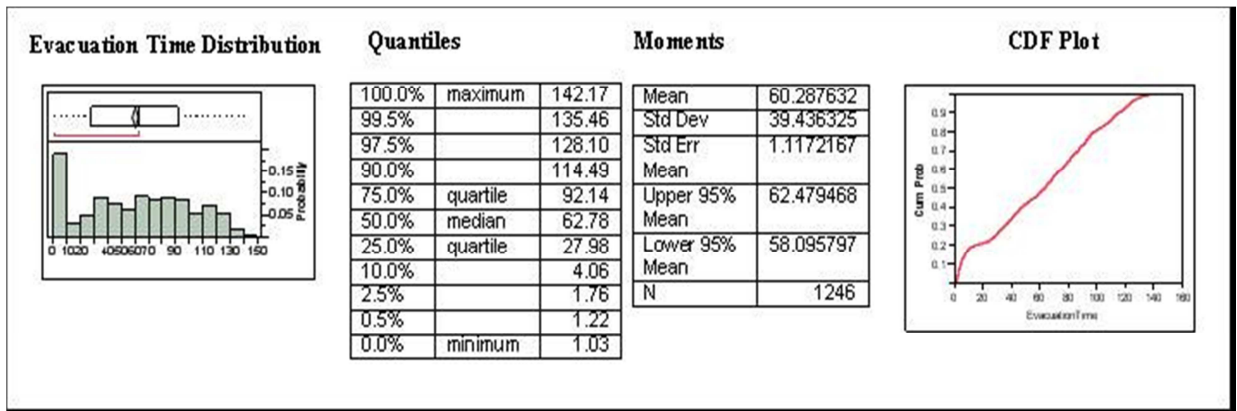 Evacuation Time Distribution
Quantiles
Moments
CDF Plot
0.15
0.10
0.05
Probability
0 1020 40506070 90 110 130 150
100.0% maximum 142.17
99.5% 135.46
97.5% 128.10
90.0% 114.49
75.0% quartile 92.14
50.0% median 62.78
25.0% quartile 27.98
10.0% 4.06
2.5% 1.76
0.5% 1.22
0.0% minimum 1.03
Mean 60.287632
Std Dev 39.436325
Std Err Mean 1.1172167
Upper 95% Mean 62.479468
Lower 95% Mean 58.095797
N 1246
Cum Prob
0.9
0.8
0.7
0.6
0.5
0.4
0.3
0.2
0.1
0 20 40 60 80 100 120 140 160
EvacuationTime